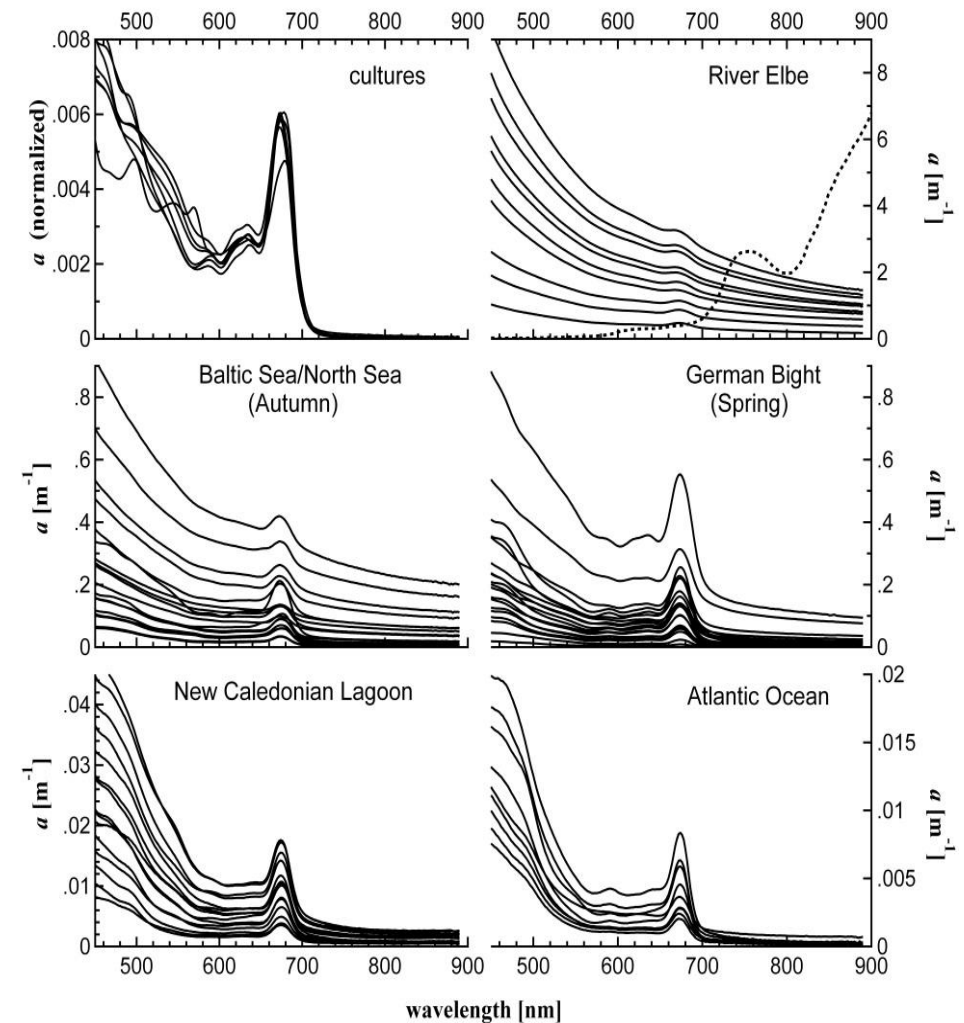 500 600 700 800 900 500 600 700 800 900
.008
.006
.004
.002
0
a (normalized)
cultures
River Elbe
8
6
4
2
0
a [m-1]
Baltic Sea/North Sea
(Autumn)
.8
.6
.4
.2
0
a [m-1]
German Bight
(Spring)
.8
.6
.4
.2
0
a [m-1]
New Caledonian Lagoon
.04
.03
.02
.01
0
a [m-1]
Atlantic Ocean
.02
.015
.01
.005
0
a [m-1]
500 600 700 800 900 500 600 700 800 900
wavelength [nm]